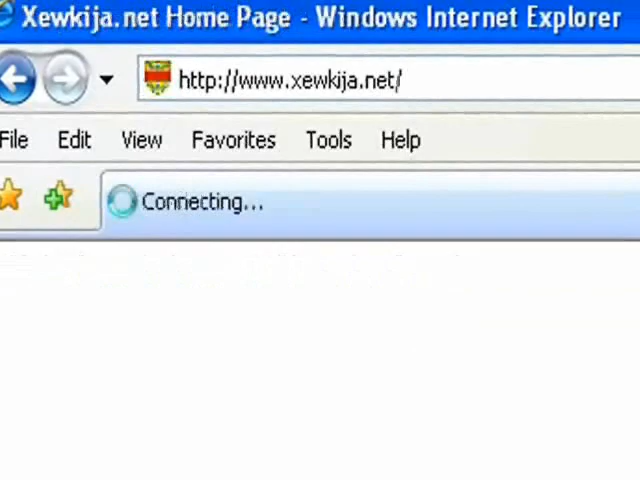 Xewkija.net Home Page - Windows Internet Explorer
http://www.xewkija.net/
File Edit View Favorites Tools Help
Connecting...